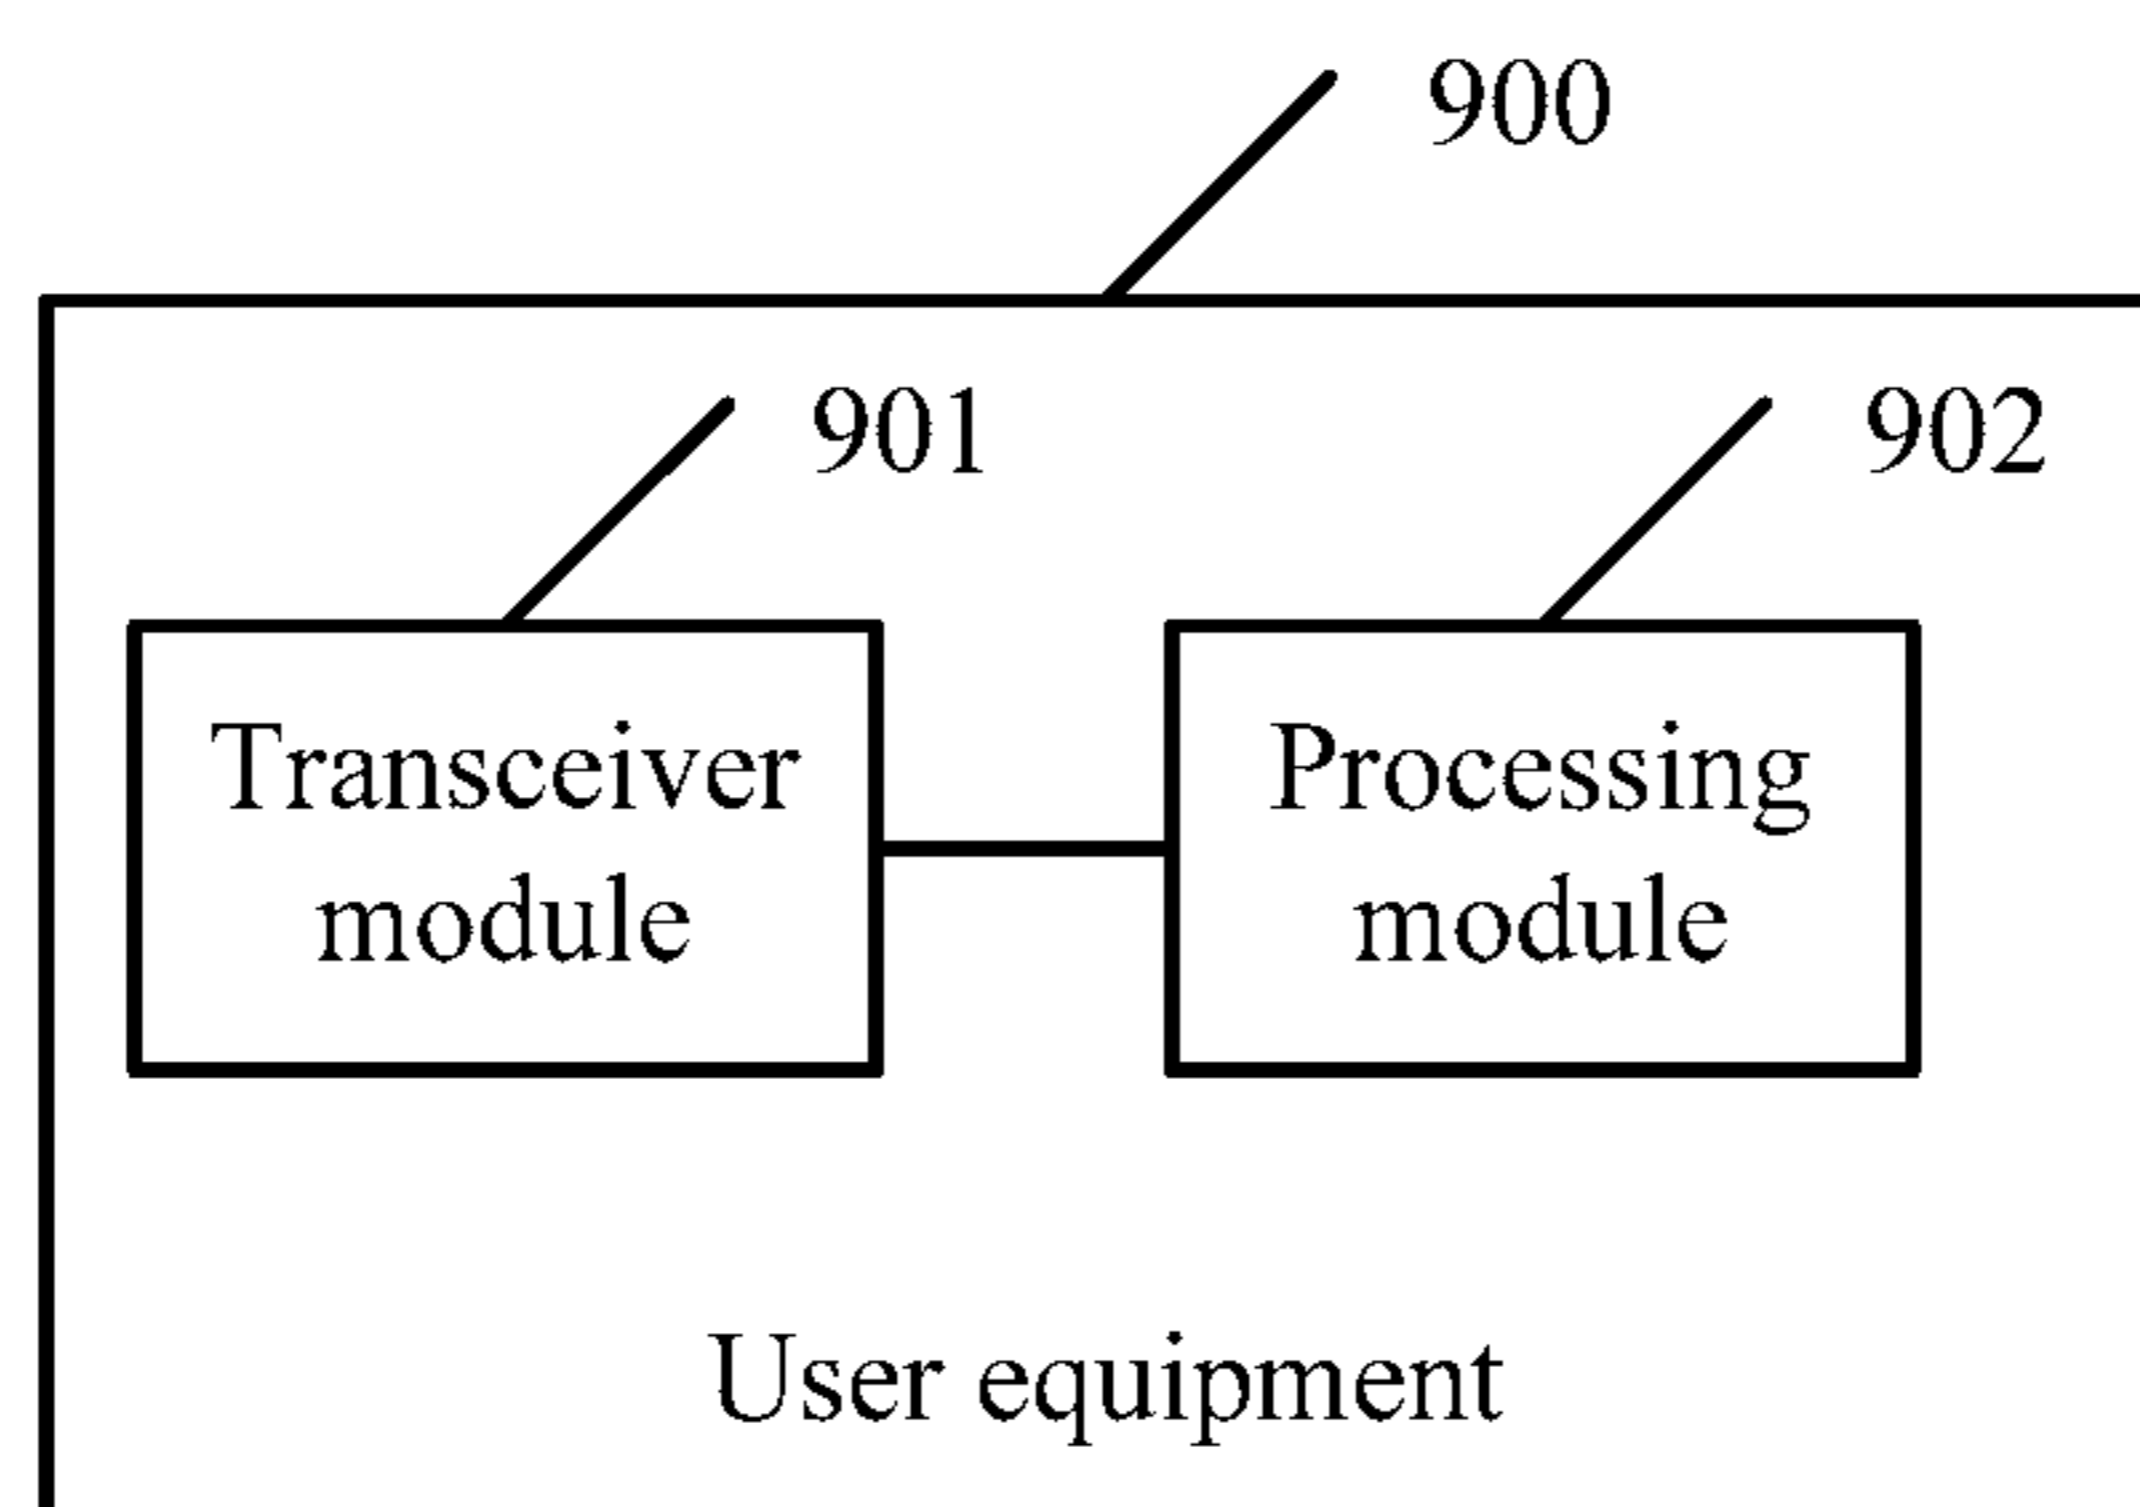 900
901
902
Transceiver
module
Processing
module
User equipment